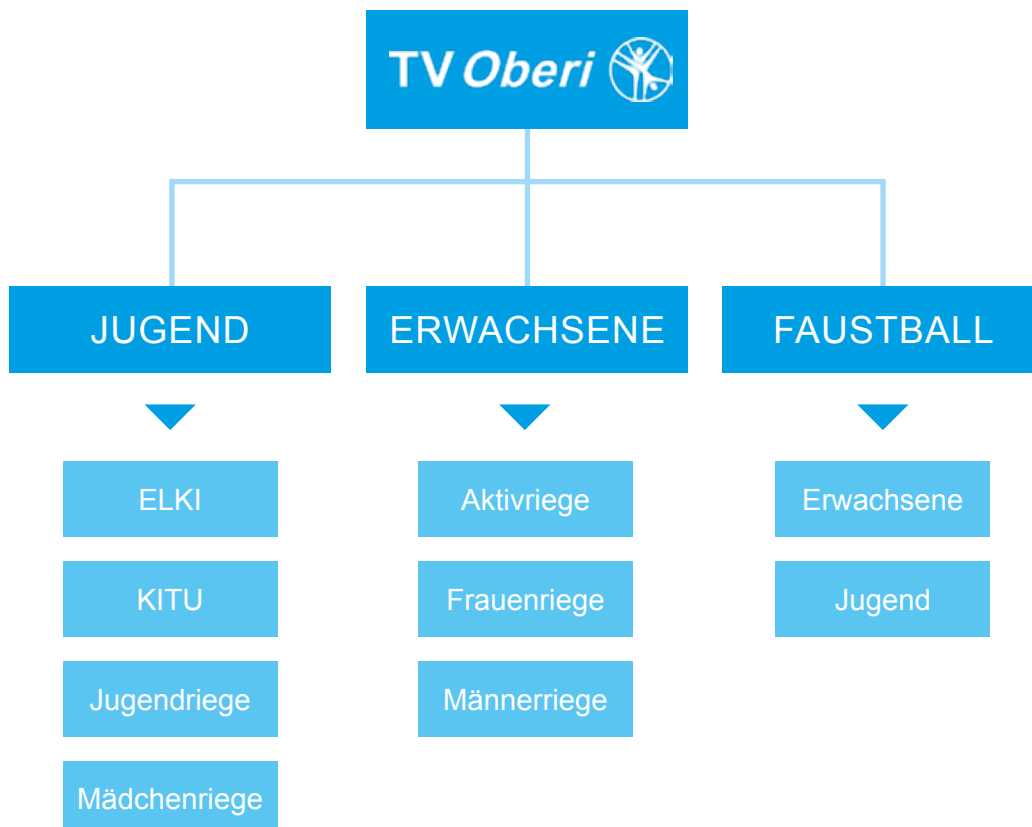 TV Oberi
JUGEND
ELKI
KITU
Jugendriege
Mädchenriege
ERWACHSENE
Aktivriege
Frauenriege
Männerriege
FAUSTBALL
Erwachsene
Jugend